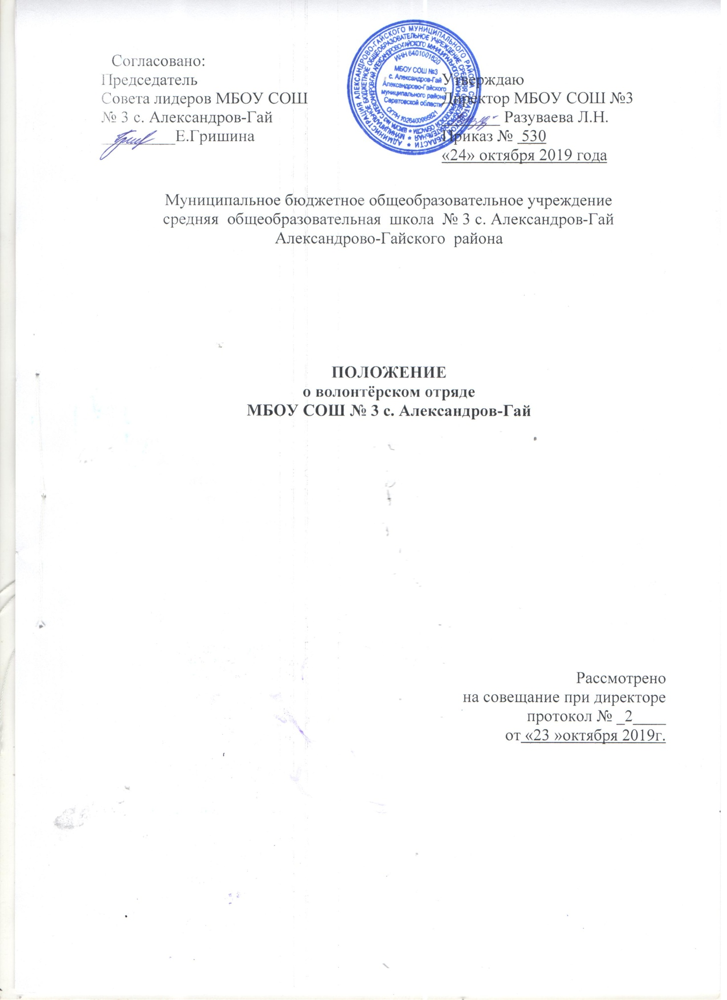 Согласовано:
Председатель
Совета лидеров МБОУ СОШ
№ 3 с. Александров-Гай
_________Е.Гришина
ИНН 6401001620
МБОУ СОШ №3
с. Александров-Гай
Александрово-Гайского
муниципального района
Саратовской области
ОГРН 1026400965821
Утверждаю
Директор МБОУ СОШ №3
_______ Разуваева Л.Н.
Приказ № 530
«24» октября 2019 года
Муниципальное бюджетное общеобразовательное учреждение
средняя общеобразовательная школа № 3 с. Александров-Гай
Александрово-Гайского района
ПОЛОЖЕНИЕ
о волонтёрском отряде
МБОУ СОШ № 3 с. Александров-Гай
Рассмотрено
на совещание при директоре
протокол № _2____
от «23 »октября 2019г.